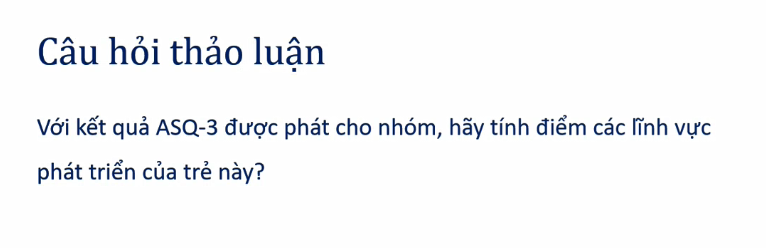 Câu hỏi thảo luận
Với kết quả ASQ-3 được phát cho nhóm, hãy tính điểm các lĩnh vực
phát triển của trẻ này?